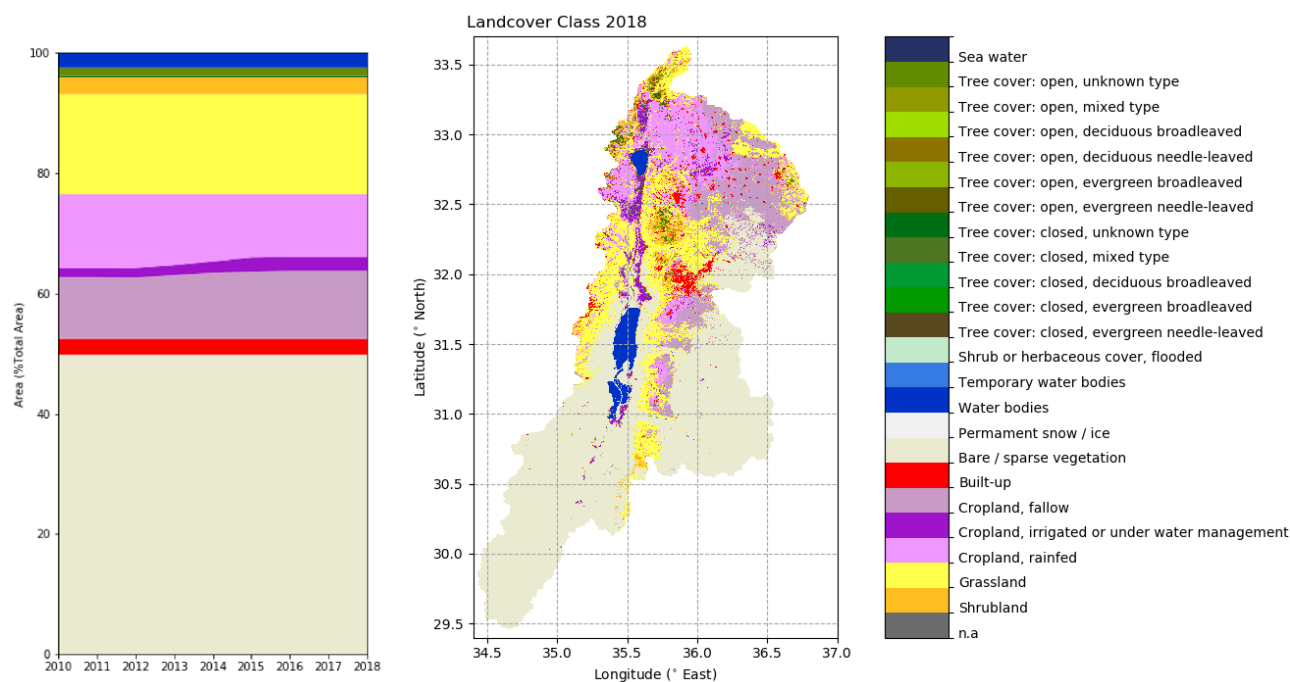 Landcover Class 2018
100
80
60
40
20
0
Area (%Total Area)
2010 2011 2012 2013 2014 2015 2016 2017 2018
33.5
33.0
32.5
32.0
31.5
31.0
30.5
30.0
29.5
Latitude (° North)
34.5 35.0 35.5 36.0 36.5 37.0
Longitude (° East)
Sea water
Tree cover: open, unknown type
Tree cover: open, mixed type
Tree cover: open, deciduous broadleaved
Tree cover: open, deciduous needle-leaved
Tree cover: open, evergreen broadleaved
Tree cover: open, evergreen needle-leaved
Tree cover: closed, unknown type
Tree cover: closed, mixed type
Tree cover: closed, deciduous broadleaved
Tree cover: closed, evergreen broadleaved
Tree cover: closed, evergreen needle-leaved
Shrub or herbaceous cover, flooded
Temporary water bodies
Water bodies
Permament snow / ice
Bare / sparse vegetation
Built-up
Cropland, fallow
Cropland, irrigated or under water management
Cropland, rainfed
Grassland
Shrubland
n.a